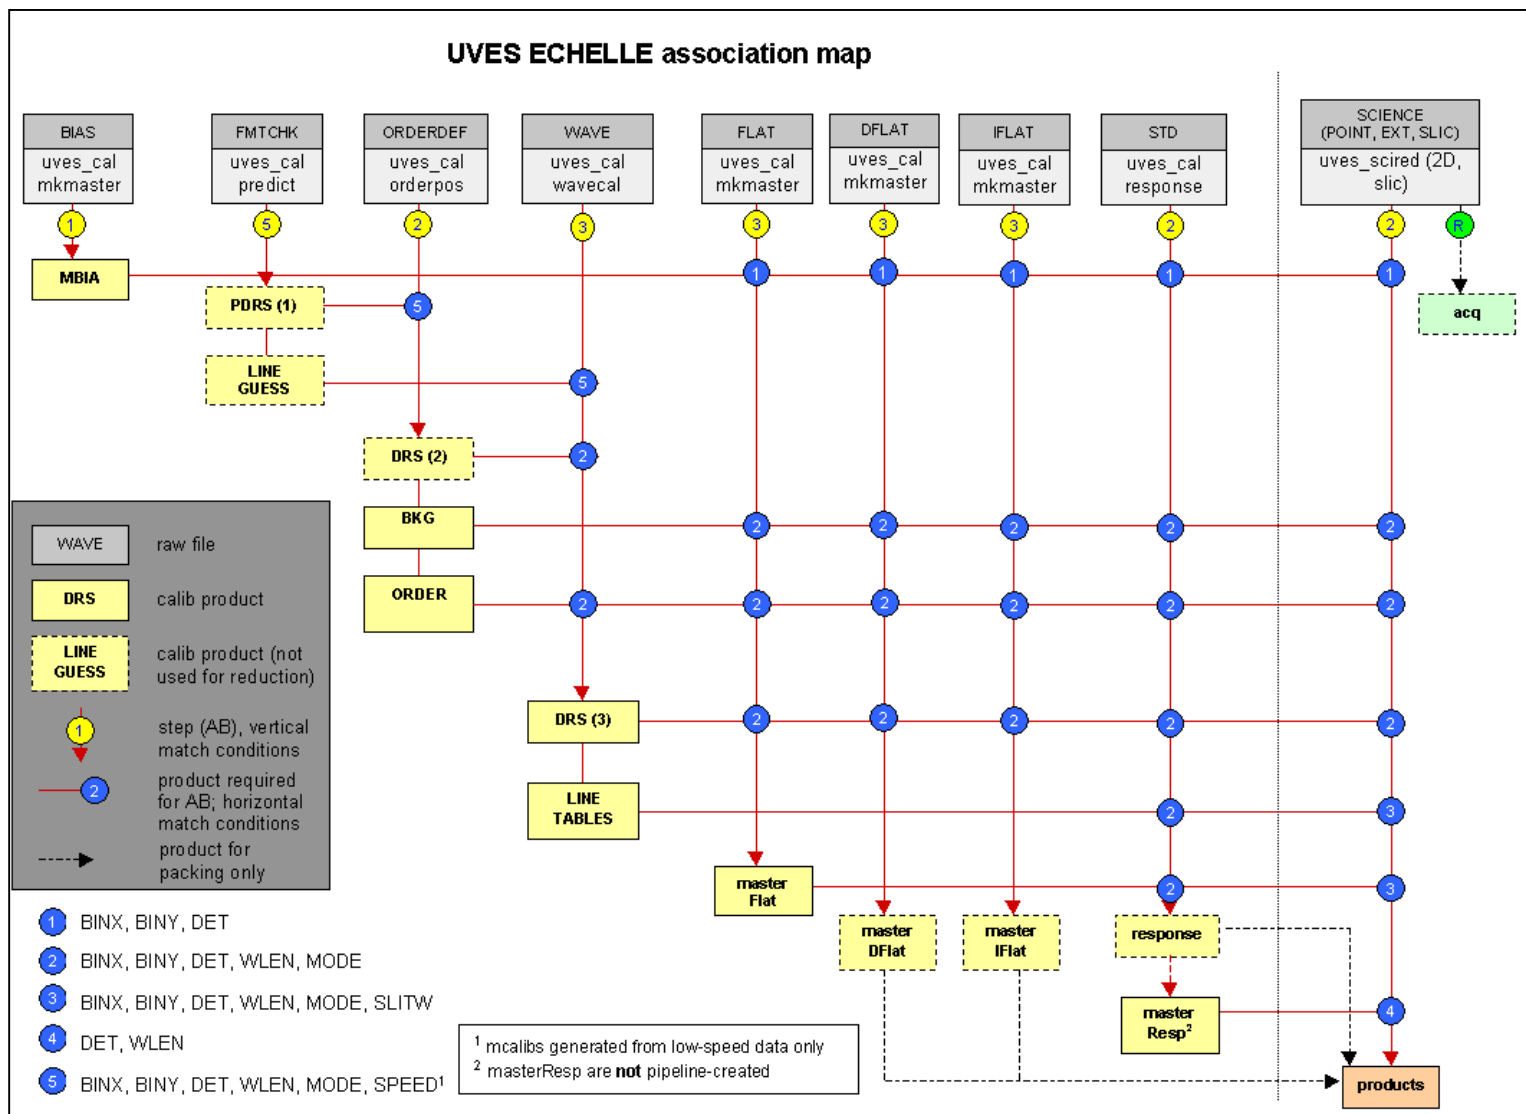 UVES ECHELLE association map
BIAS
uves_cal
mkmaster
1
FMTCHK
uves_cal
predict
5
ORDERDEF
uves_cal
orderpos
2
WAVE
uves_cal
wavecal
3
FLAT
uves_cal
mkmaster
3
DFLAT
uves_cal
mkmaster
3
IFLAT
uves_cal
mkmaster
3
STD
uves_cal
response
2
SCIENCE
(POINT, EXT, SLIC)
uves_scired (2D,
slic)
2
R
MBIA
1
1
1
1
1
PDRS (1)
5
acq
LINE
GUESS
5
DRS (2)
2
BKG
2
2
2
2
2
ORDER
2
2
2
2
2
2
DRS (3)
2
2
2
2
2
LINE
TABLES
2
3
master
Flat
2
3
master
DFlat
master
IFlat
response
master
Resp²
4
products
WAVE
raw file
DRS
calib product
LINE
GUESS
calib product (not
used for reduction)
1
step (AB), vertical
match conditions
2
product required
for AB; horizontal
match conditions
product for
packing only
1 BINX, BINY, DET
2 BINX, BINY, DET, WLEN, MODE
3 BINX, BINY, DET, WLEN, MODE, SLITW
4 DET, WLEN
5 BINX, BINY, DET, WLEN, MODE, SPEED¹
¹ mcalibs generated from low-speed data only
² masterResp are not pipeline-created